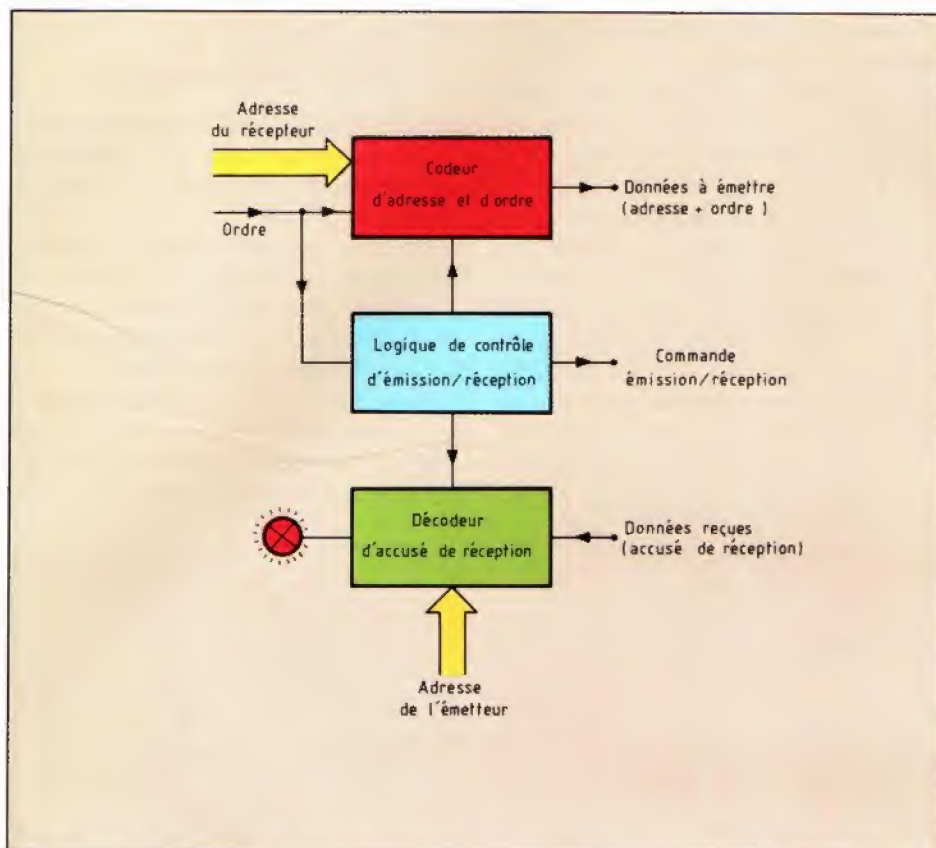 Adresse
du récepteur
Ordre
Codeur
d'adresse et d'ordre
Données à émettre
(adresse + ordre )
Logique de contrôle
d'émission/réception
Commande
émission/réception
Décodeur
d'accusé de réception
Données reçues
(accusé de réception)
Adresse
de l'émetteur